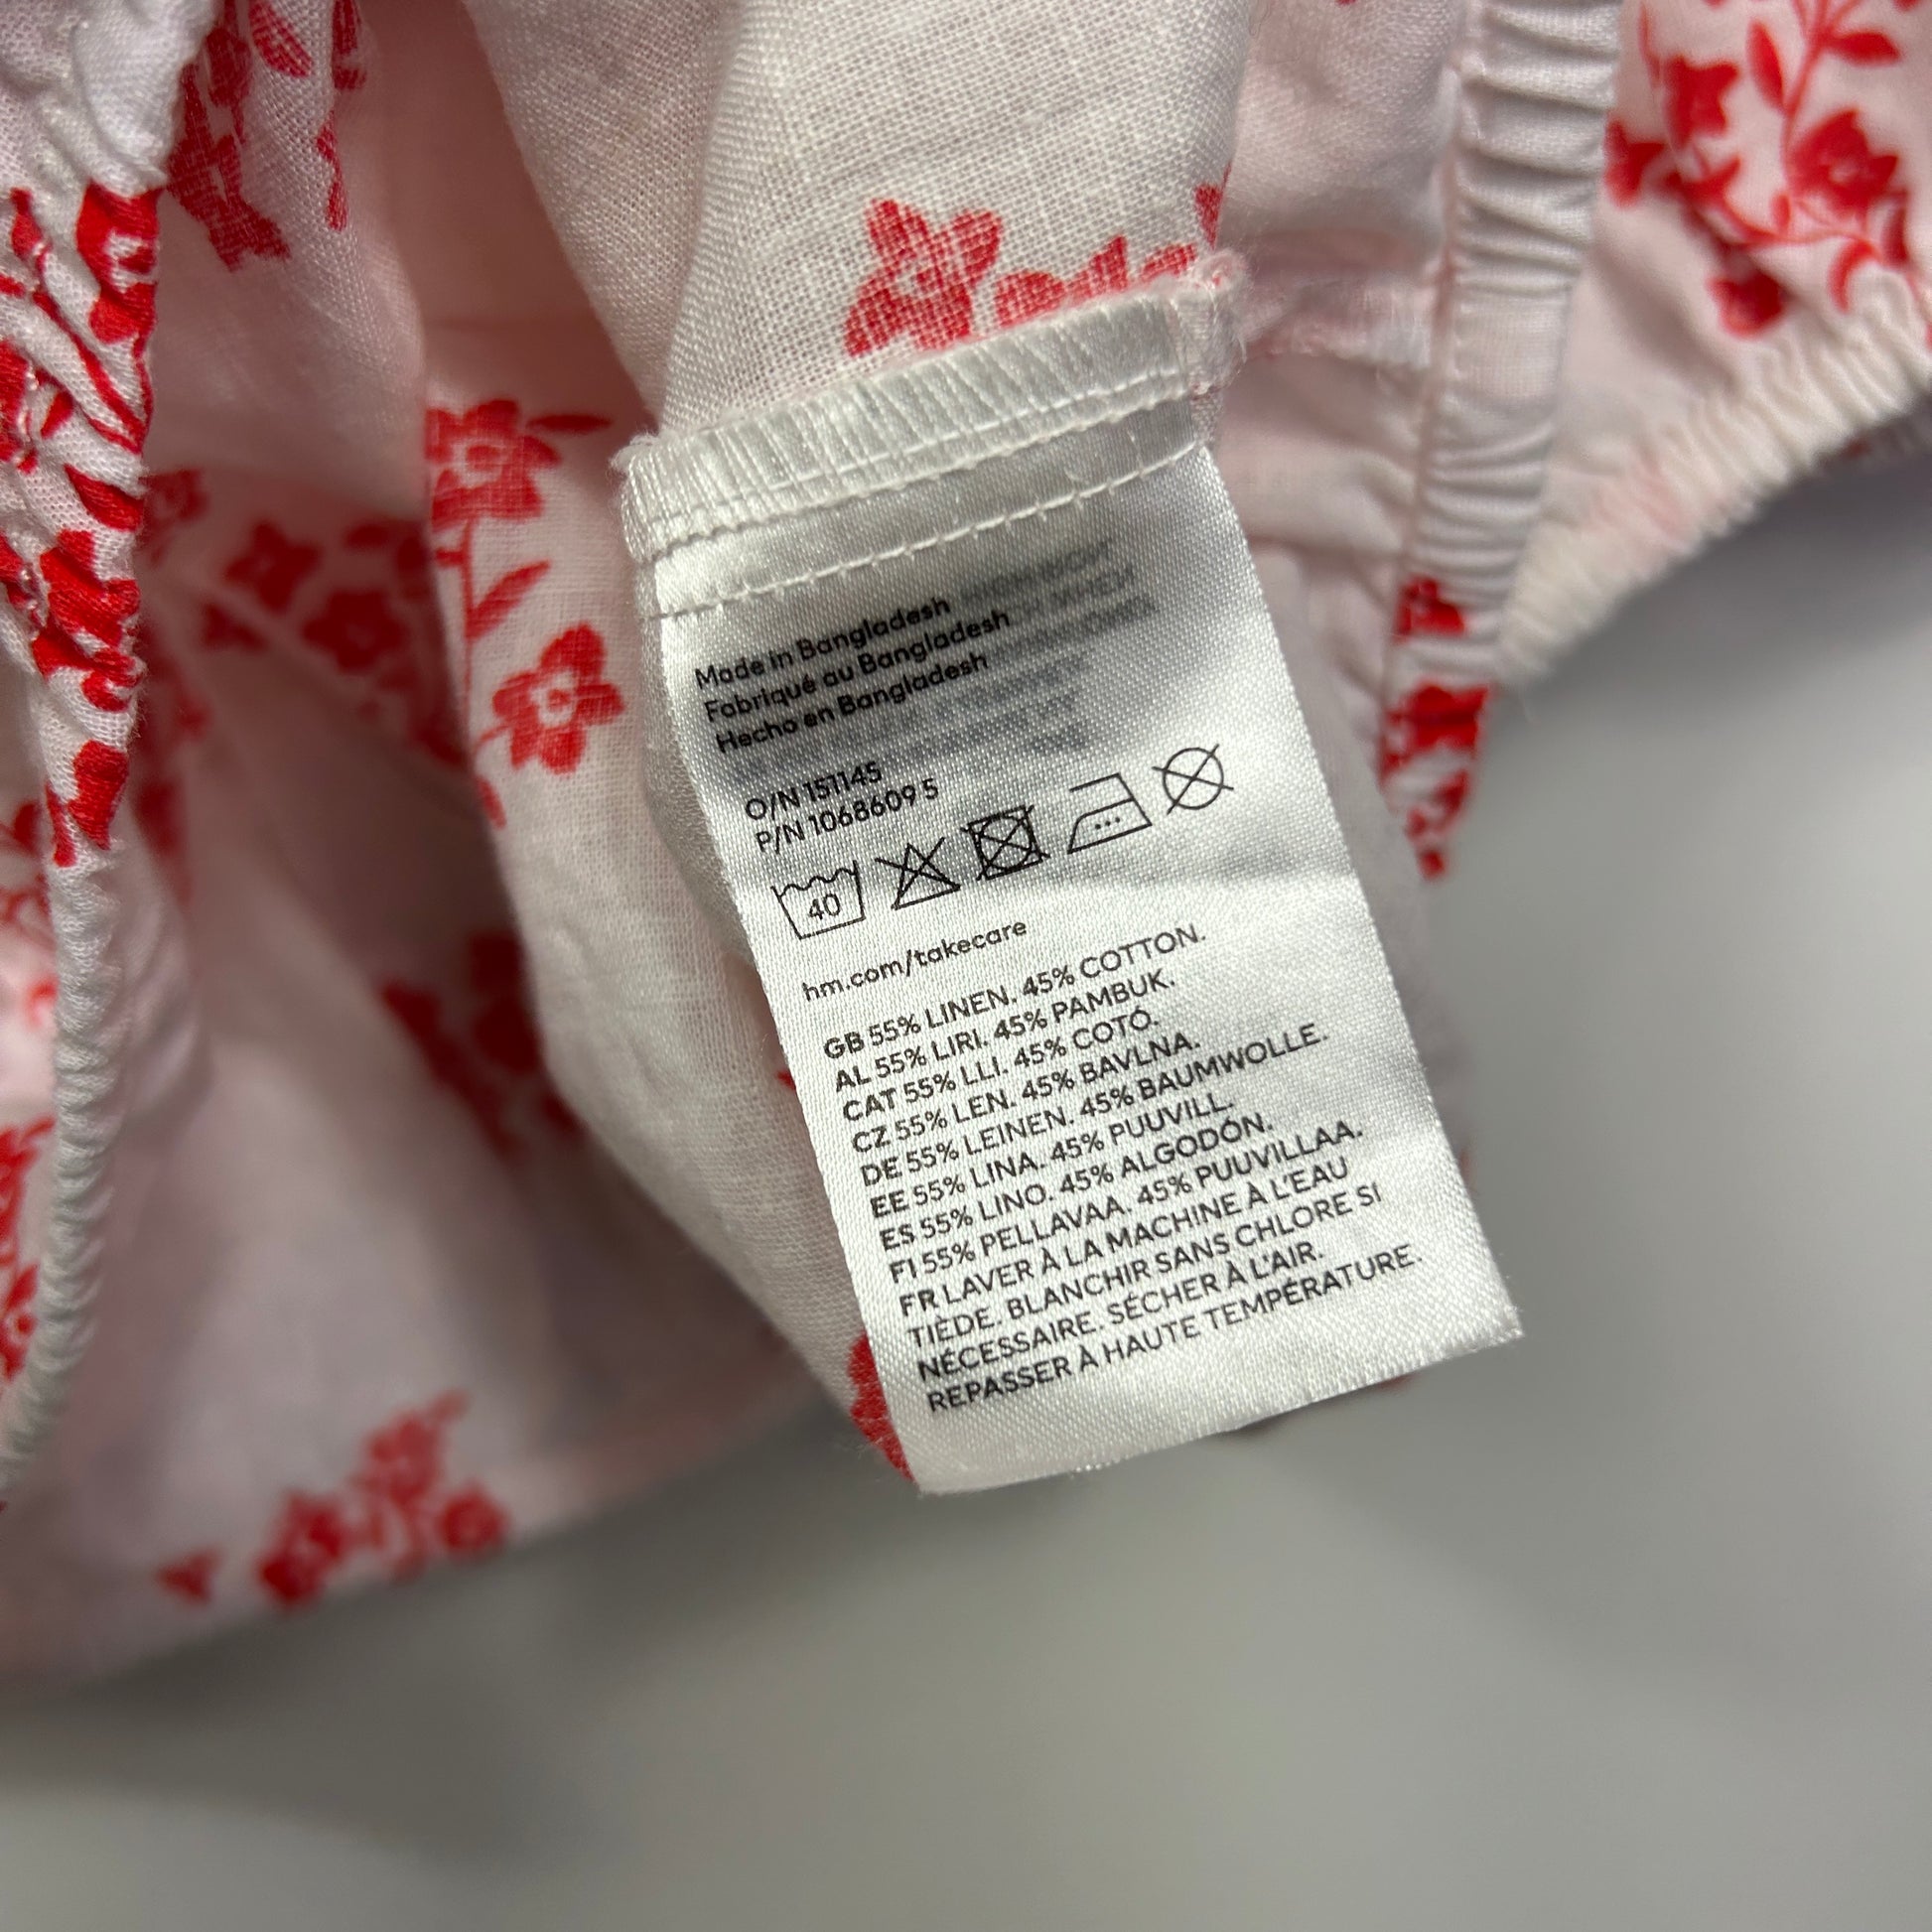 Made in Bangladesh
Fabriqué au Bangladesh
Hecho en Bangladesh
O/N 151145
P/N 1068609 5
40
hm.com/takecare
GB 55% LINEN. 45% COTTON.
AL 55% LIRI. 45% PAMBUK.
CAT 55% LLI. 45% COTÓ.
CZ 55% LEN. 45% BAVLNA.
DE 55% LEINEN. 45% BAUMWOLLE.
EE 55% LINA. 45% PUUVILL.
ES 55% LINO. 45% ALGODÓN.
FI 55% PELLAVAA. 45% PUUVILLAA.
FR LAVER À LA MACHINE À L'EAU
TIÈDE. BLANCHIR SANS CHLORE SI
NÉCESSAIRE. SÉCHER À L'AIR.
REPASSER À HAUTE TEMPÉRATURE.